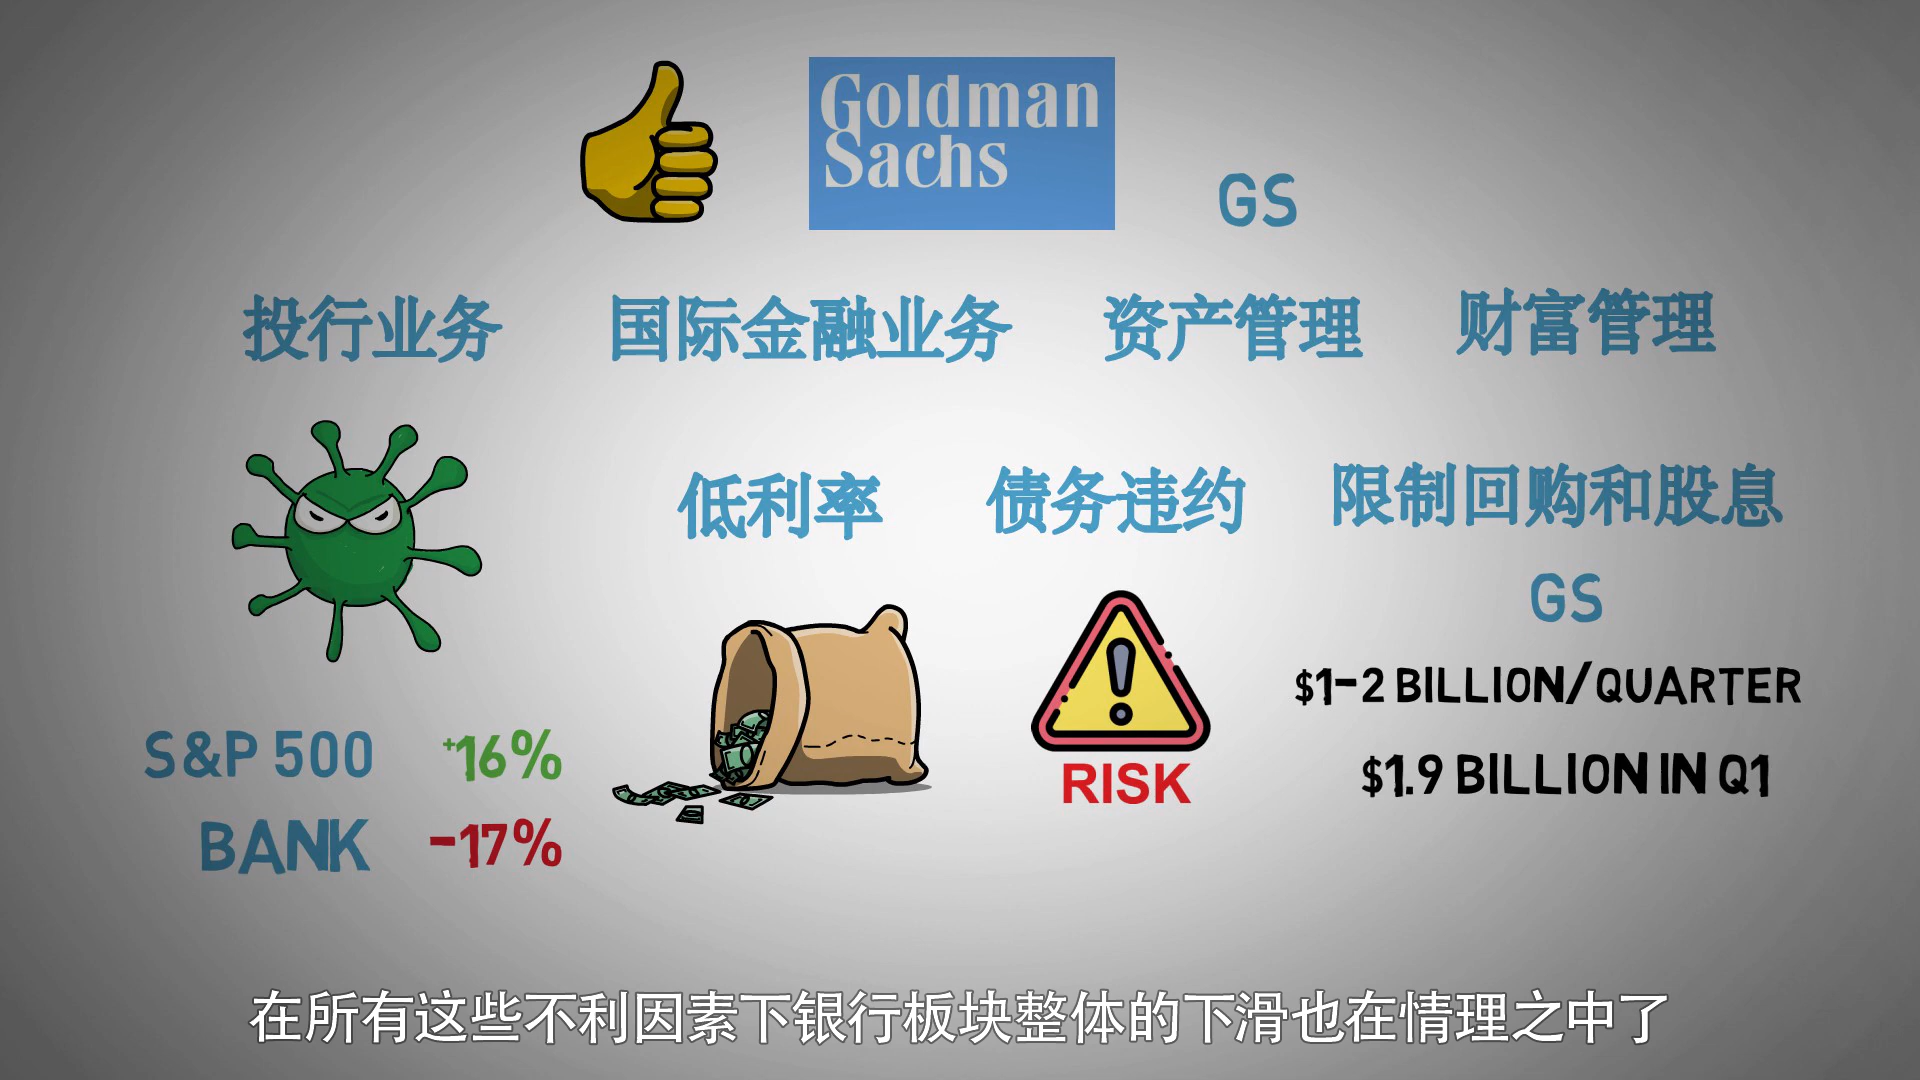 Goldman
Sachs
GS
投行业务 国际金融业务 资产管理 财富管理
低利率 债务违约 限制回购和股息
GS
$1-2 BILLION/QUARTER
S&P 500 +16%
RISK
$1.9 BILLION IN Q1
BANK -17%
在所有这些不利因素下银行板块整体的下滑也在情理之中了